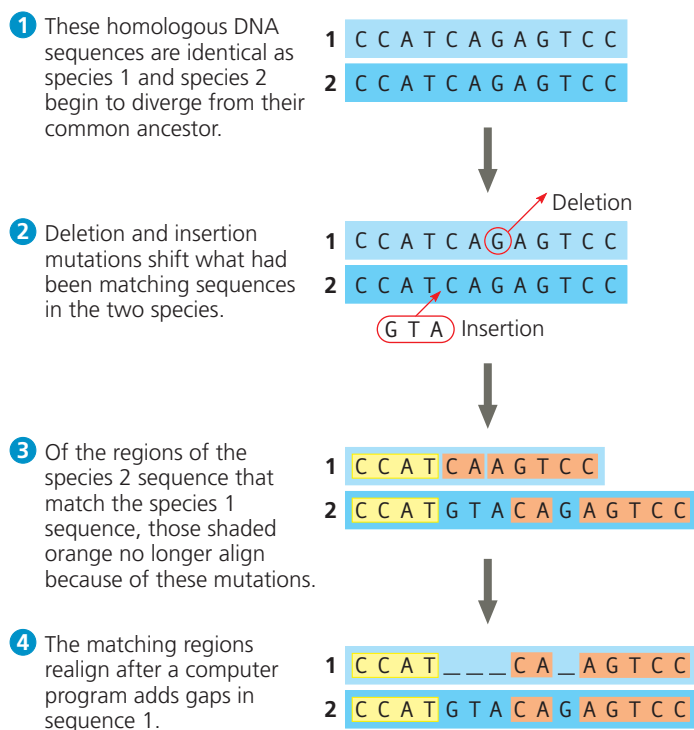 1 These homologous DNA
sequences are identical as
species 1 and species 2
begin to diverge from their
common ancestor.
1 C C A T C A G A G T C C
2 C C A T C A G A G T C C
2 Deletion and insertion
mutations shift what had
been matching sequences
in the two species.
Deletion
1 C C A T C A G A G T C C
2 C C A T C A G A G T C C
G T A Insertion
3 Of the regions of the
species 2 sequence that
match the species 1
sequence, those shaded
orange no longer align
because of these mutations.
1 C C A T C A A G T C C
2 C C A T G T A C A G A G T C C
4 The matching regions
realign after a computer
program adds gaps in
sequence 1.
1 C C A T _ _ _ C A _ A G T C C
2 C C A T G T A C A G A G T C C